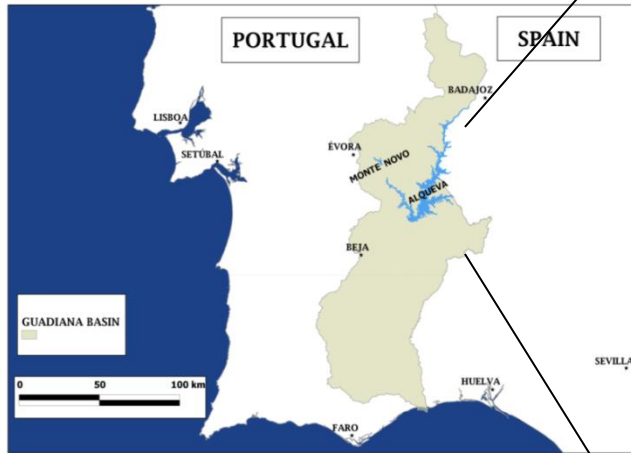 PORTUGAL
SPAIN
BADAJOZ
LISBOA
ÉVORA
SETÚBAL
MONTE NOVO
ALQUEVA
BEJA
GUADIANA BASIN
SEVILLA
0 50 100 km
HUELVA
FARO